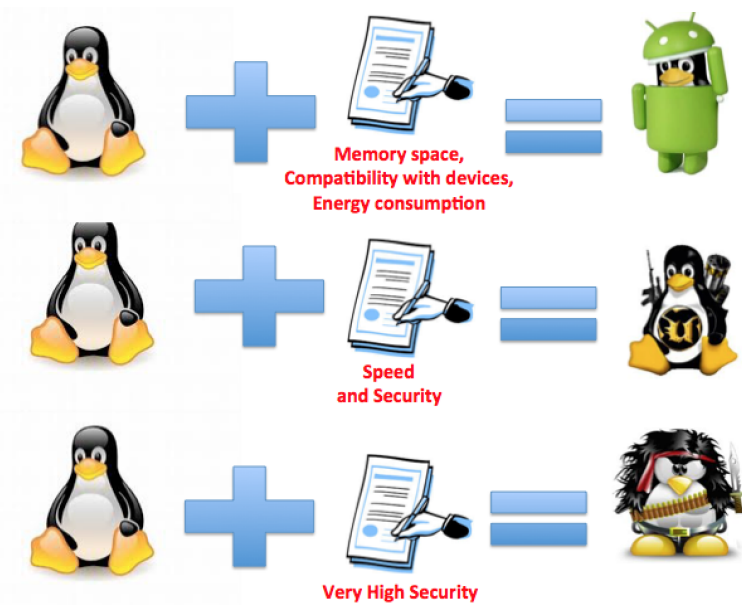 Memory space,
Compatibility with devices,
Energy consumption
Speed
and Security
Very High Security